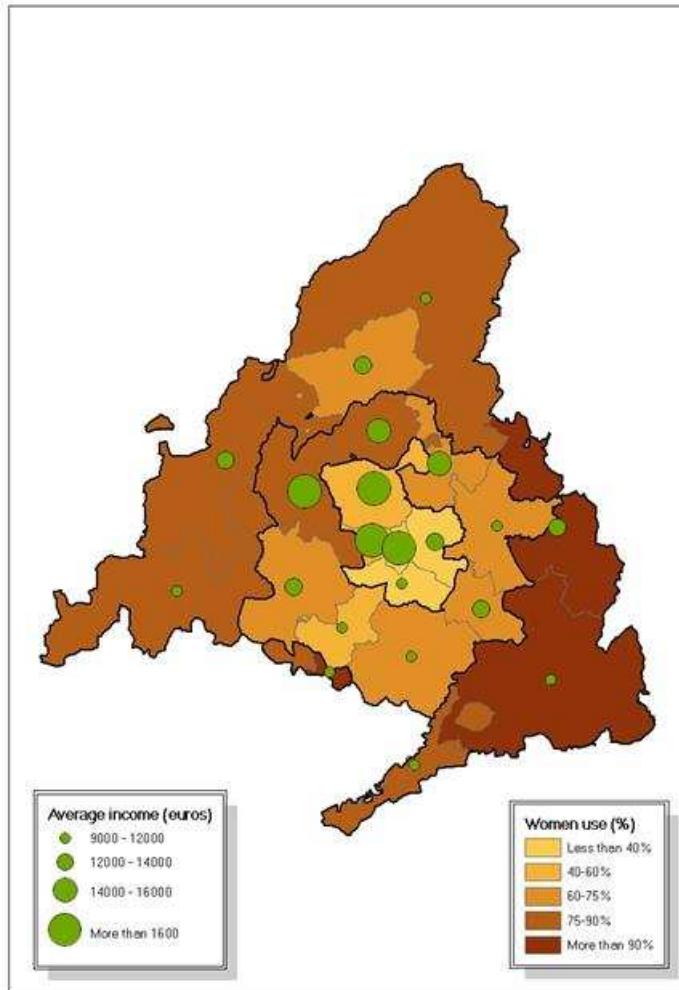 Average income (euros)
9000 - 12000
12000 - 14000
14000 - 16000
More than 1600
Women use (%)
Less than 40%
40-60%
60-75%
75-90%
More than 90%